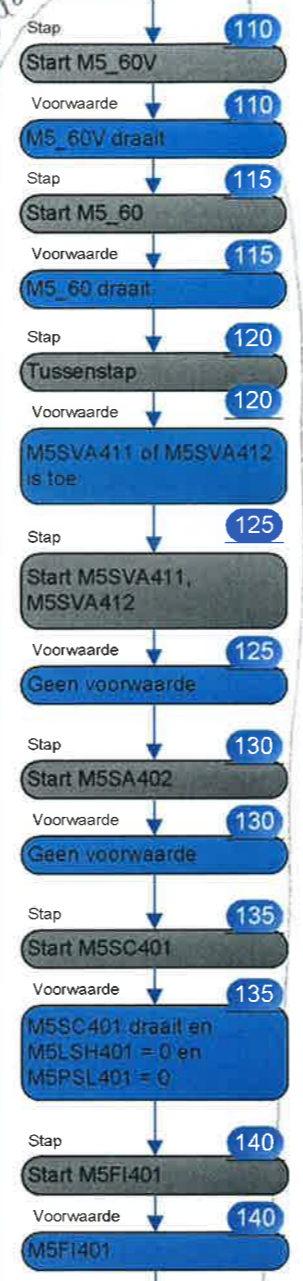 Stap 110
Start M5_60V
Voorwaarde 110
M5_60V draait
Stap 115
Start M5_60
Voorwaarde 115
M5_60 draait
Stap 120
Tussenstap
Voorwaarde 120
M5SVA411 of M5SVA412
is toe
Stap 125
Start M5SVA411,
M5SVA412
Voorwaarde 125
Geen voorwaarde
Stap 130
Start M5SA402
Voorwaarde 130
Geen voorwaarde
Stap 135
Start M5SC401
Voorwaarde 135
M5SC401 draait en
M5LSH401 = 0 en
M5PSL401 = 0
Stap 140
Start M5FI401
Voorwaarde 140
M5FI401